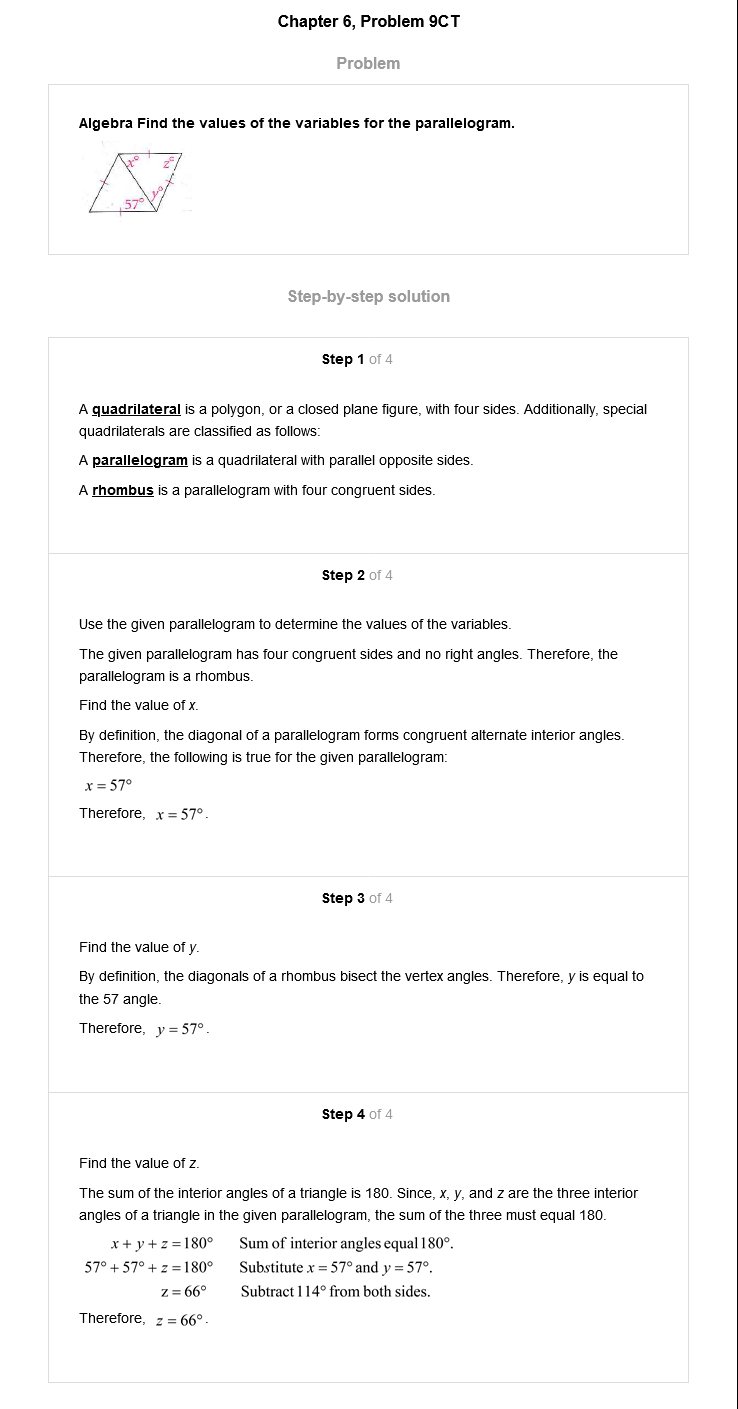 Chapter 6, Problem 9CT
Problem
Algebra Find the values of the variables for the parallelogram.
x° z°
y°
57°
Step-by-step solution
Step 1 of 4
A quadrilateral is a polygon, or a closed plane figure, with four sides. Additionally, special
quadrilaterals are classified as follows:
A parallelogram is a quadrilateral with parallel opposite sides.
A rhombus is a parallelogram with four congruent sides.
Step 2 of 4
Use the given parallelogram to determine the values of the variables.
The given parallelogram has four congruent sides and no right angles. Therefore, the
parallelogram is a rhombus.
Find the value of x.
By definition, the diagonal of a parallelogram forms congruent alternate interior angles.
Therefore, the following is true for the given parallelogram:
x = 57°
Therefore, x = 57°.
Step 3 of 4
Find the value of y.
By definition, the diagonals of a rhombus bisect the vertex angles. Therefore, y is equal to
the 57 angle.
Therefore, y = 57°.
Step 4 of 4
Find the value of z.
The sum of the interior angles of a triangle is 180. Since, x, y, and z are the three interior
angles of a triangle in the given parallelogram, the sum of the three must equal 180.
x + y + z = 180° Sum of interior angles equal 180°.
57° + 57° + z = 180° Substitute x = 57° and y = 57°.
z = 66° Subtract 114° from both sides.
Therefore, z = 66°.